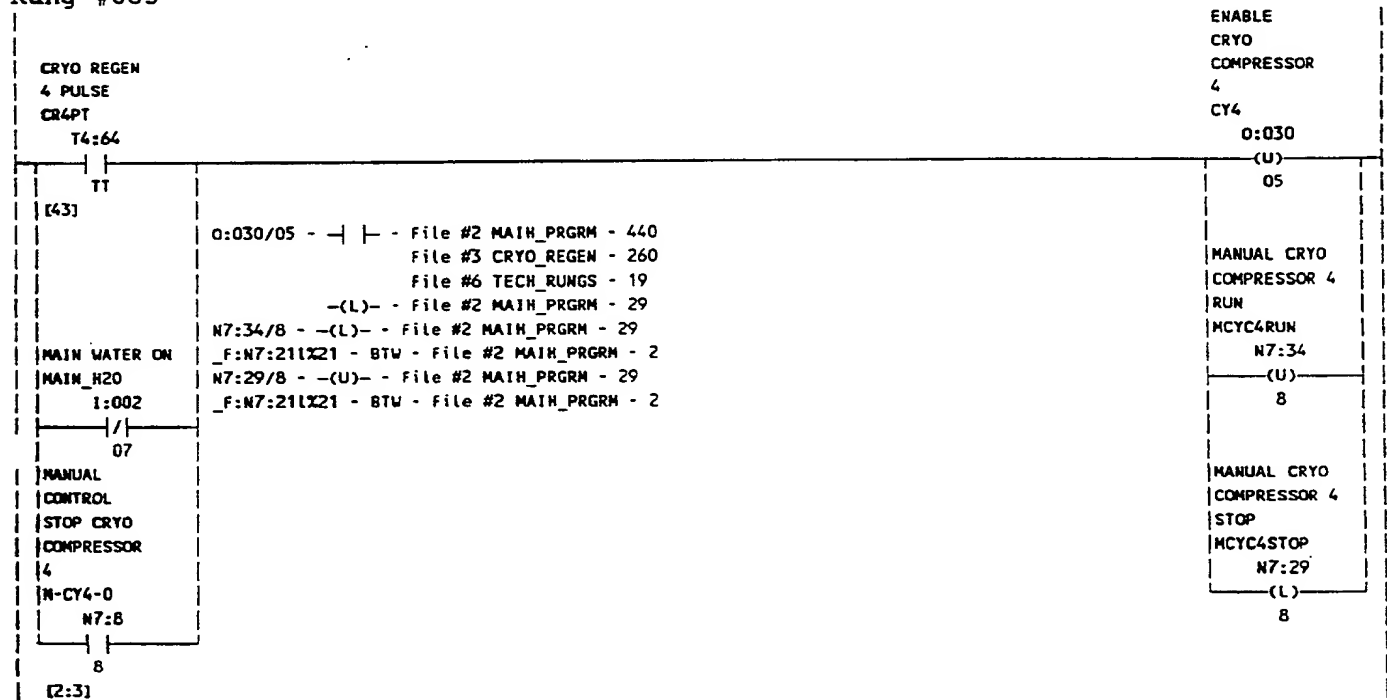 ENABLE
CRYO
COMPRESSOR
4
CY4
O:030
(U)
05
CRYO REGEN
4 PULSE
CR4PT
T4:64
TT
[43]
O:030/05 - ─┤ ├─ - File #2 MAIN_PRGRM - 440
File #3 CRYO_REGEN - 260
File #6 TECH_RUNGS - 19
─(L)─ - File #2 MAIN_PRGRM - 29
N7:34/8 - ─(L)─ - File #2 MAIN_PRGRM - 29
_F:N7:211%21 - BTW - File #2 MAIN_PRGRM - 2
N7:29/8 - ─(U)─ - File #2 MAIN_PRGRM - 29
_F:N7:211%21 - BTW - File #2 MAIN_PRGRM - 2
MANUAL CRYO
COMPRESSOR 4
RUN
MCYC4RUN
N7:34
(U)
8
MAIN WATER ON
MAIN_H20
I:002
/
07
MANUAL
CONTROL
STOP CRYO
COMPRESSOR
4
M-CY4-0
N7:8
8
[2:3]
MANUAL CRYO
COMPRESSOR 4
STOP
MCYC4STOP
N7:29
(L)
8